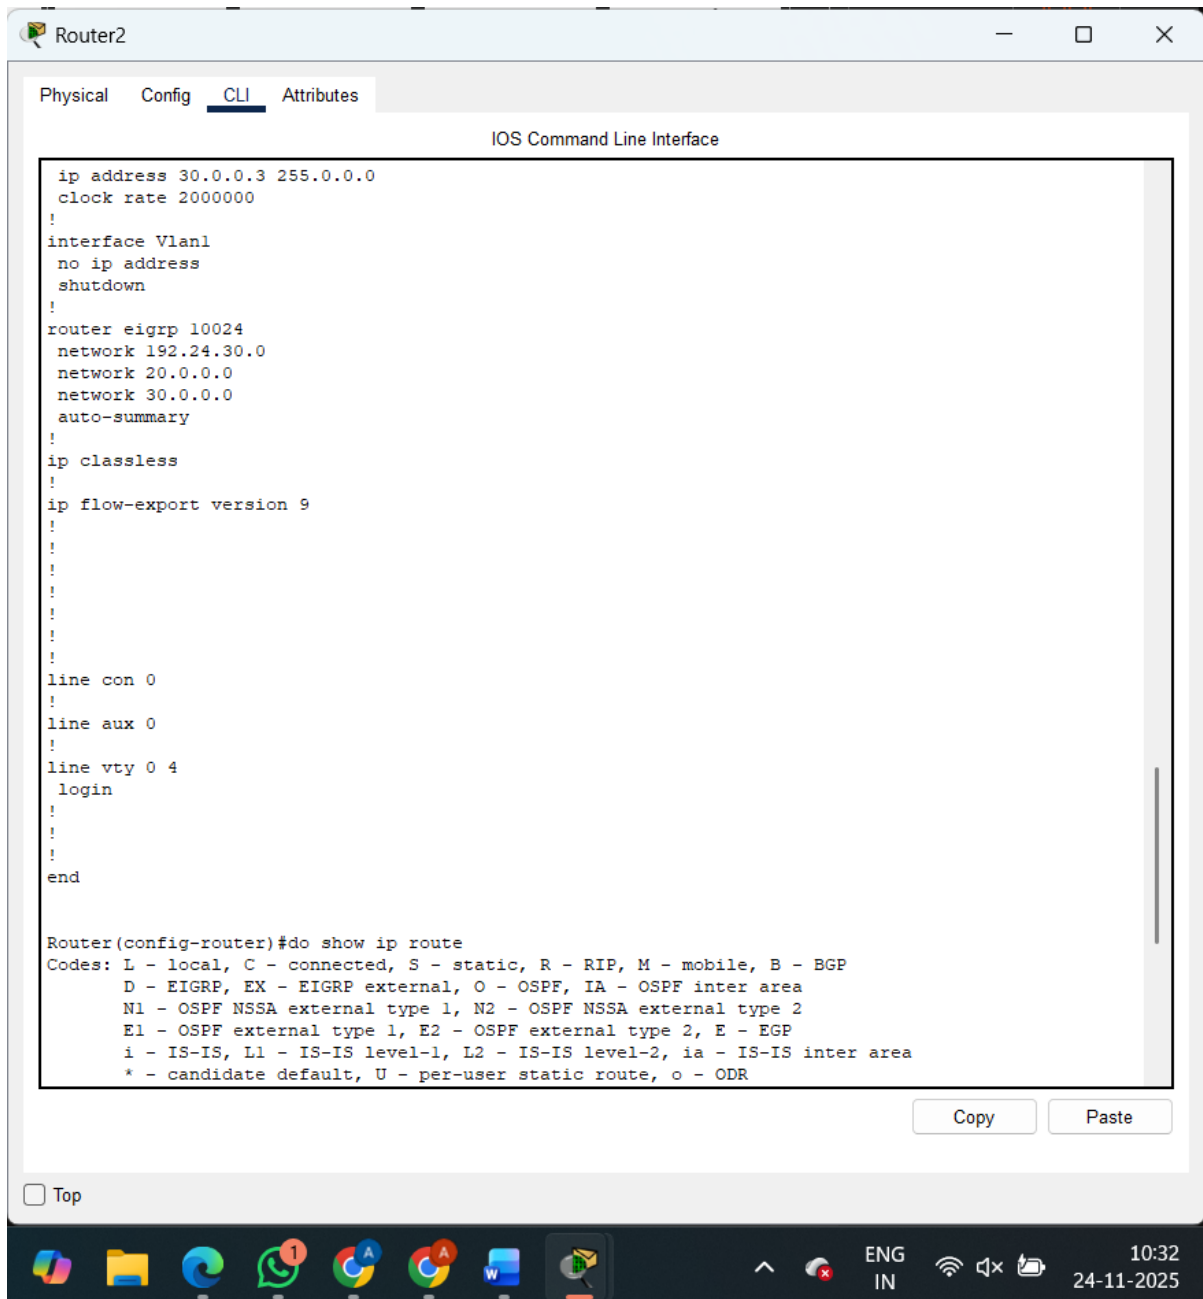 Router2
Physical Config CLI Attributes
IOS Command Line Interface
ip address 30.0.0.3 255.0.0.0
clock rate 2000000
!
interface Vlan1
no ip address
shutdown
!
router eigrp 10024
network 192.24.30.0
network 20.0.0.0
network 30.0.0.0
auto-summary
!
ip classless
!
ip flow-export version 9
!
!
!
!
!
!
!
line con 0
!
line aux 0
!
line vty 0 4
login
!
!
!
end
Router(config-router)#do show ip route
Codes: L - local, C - connected, S - static, R - RIP, M - mobile, B - BGP
D - EIGRP, EX - EIGRP external, O - OSPF, IA - OSPF inter area
N1 - OSPF NSSA external type 1, N2 - OSPF NSSA external type 2
E1 - OSPF external type 1, E2 - OSPF external type 2, E - EGP
i - IS-IS, L1 - IS-IS level-1, L2 - IS-IS level-2, ia - IS-IS inter area
* - candidate default, U - per-user static route, o - ODR
Copy Paste
Top
1 A A W ENG 10:32
IN 24-11-2025